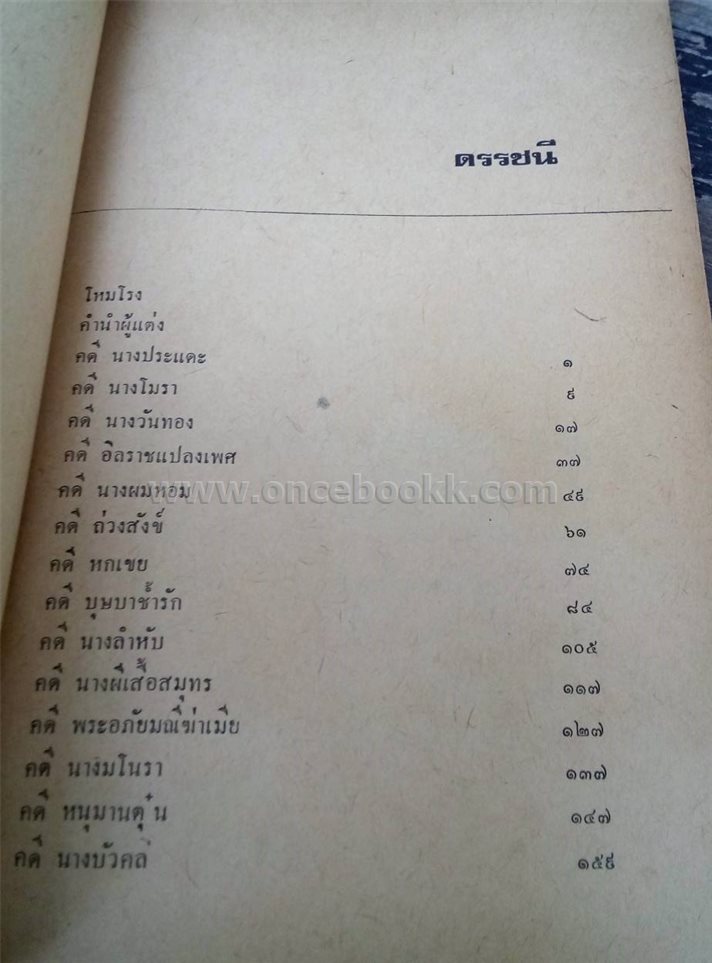 ดรรชนี
โหมโรง
คำนำผู้แต่ง
คดี นางประแดะ ๑
คดี นางโมรา ๙
คดี นางวันทอง ๑๗
คดี อิลราชแปลงเพศ ๓๗
คดี นางผมหอม ๔๙
www.oncebookk.com
คดี ถ่วงสังข์ ๖๑
คดี หกเขย ๗๔
คดี บุษบาช้ำรัก ๘๔
คดี นางลำหับ ๑๐๕
คดี นางผีเสื้อสมุทร ๑๑๗
คดี พระอภัยมณีฆ่าเมีย ๑๒๗
คดี นางมโนรา ๑๓๗
คดี หนุมานตุ๋น ๑๔๗
คดี นางบัวคลี่ ๑๕๙